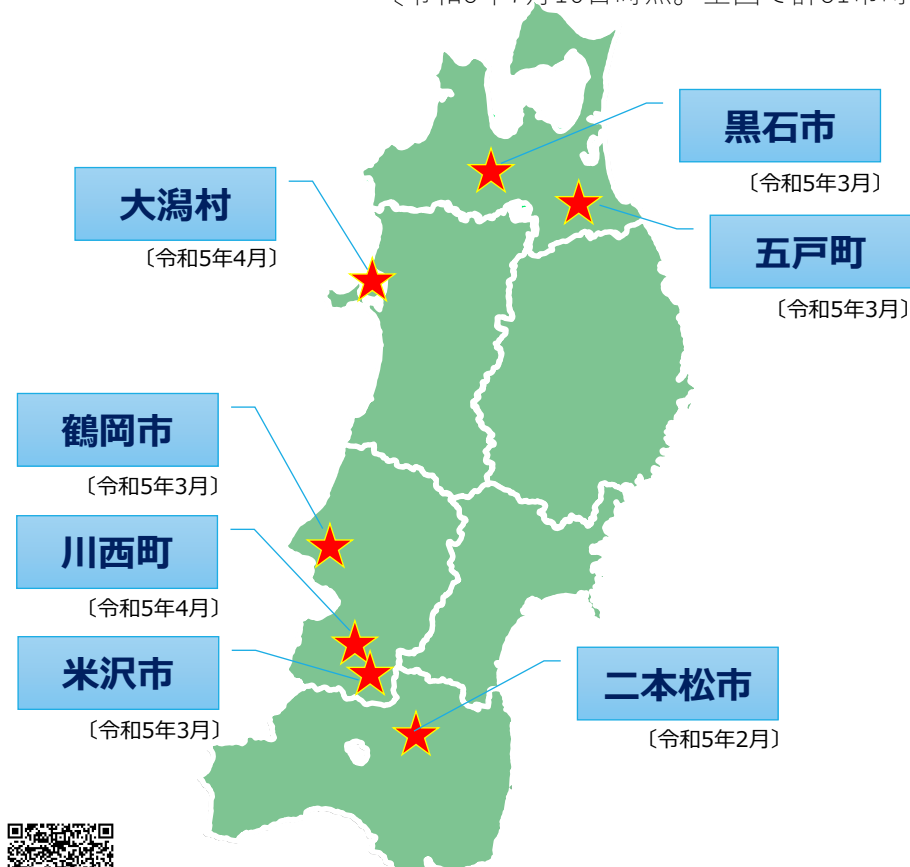 黒石市
〔令和5年3月〕
大潟村
〔令和5年4月〕
五戸町
〔令和5年3月〕
鶴岡市
〔令和5年3月〕
川西町
〔令和5年4月〕
米沢市
〔令和5年3月〕
二本松市
〔令和5年2月〕